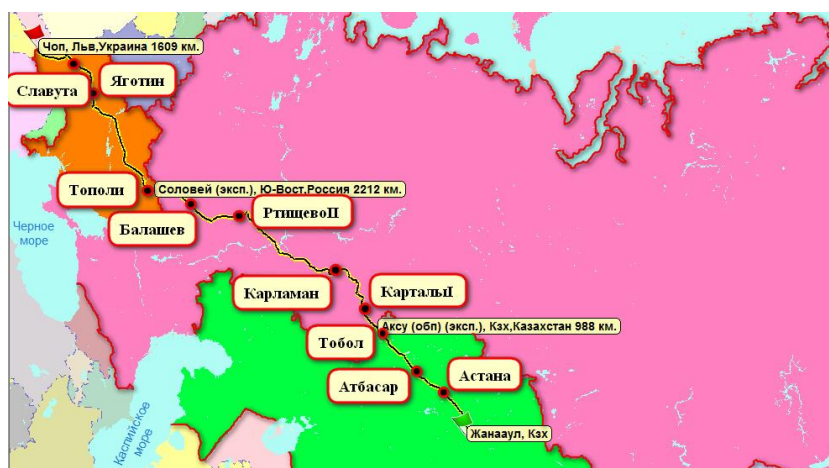 Чоп, Льв,Украина 1609 км.
Яготин
Славута
Тополи
Соловей (эксп.), Ю-Вост,Россия 2212 км.
Балашев
РтищевоII
Черное
море
Карламан
КарталыI
Аксу (обп) (эксп.), Кзх,Казахстан 988 км.
Тобол
Атбасар
Астана
Каспийское
море
Жанааул, Кзх